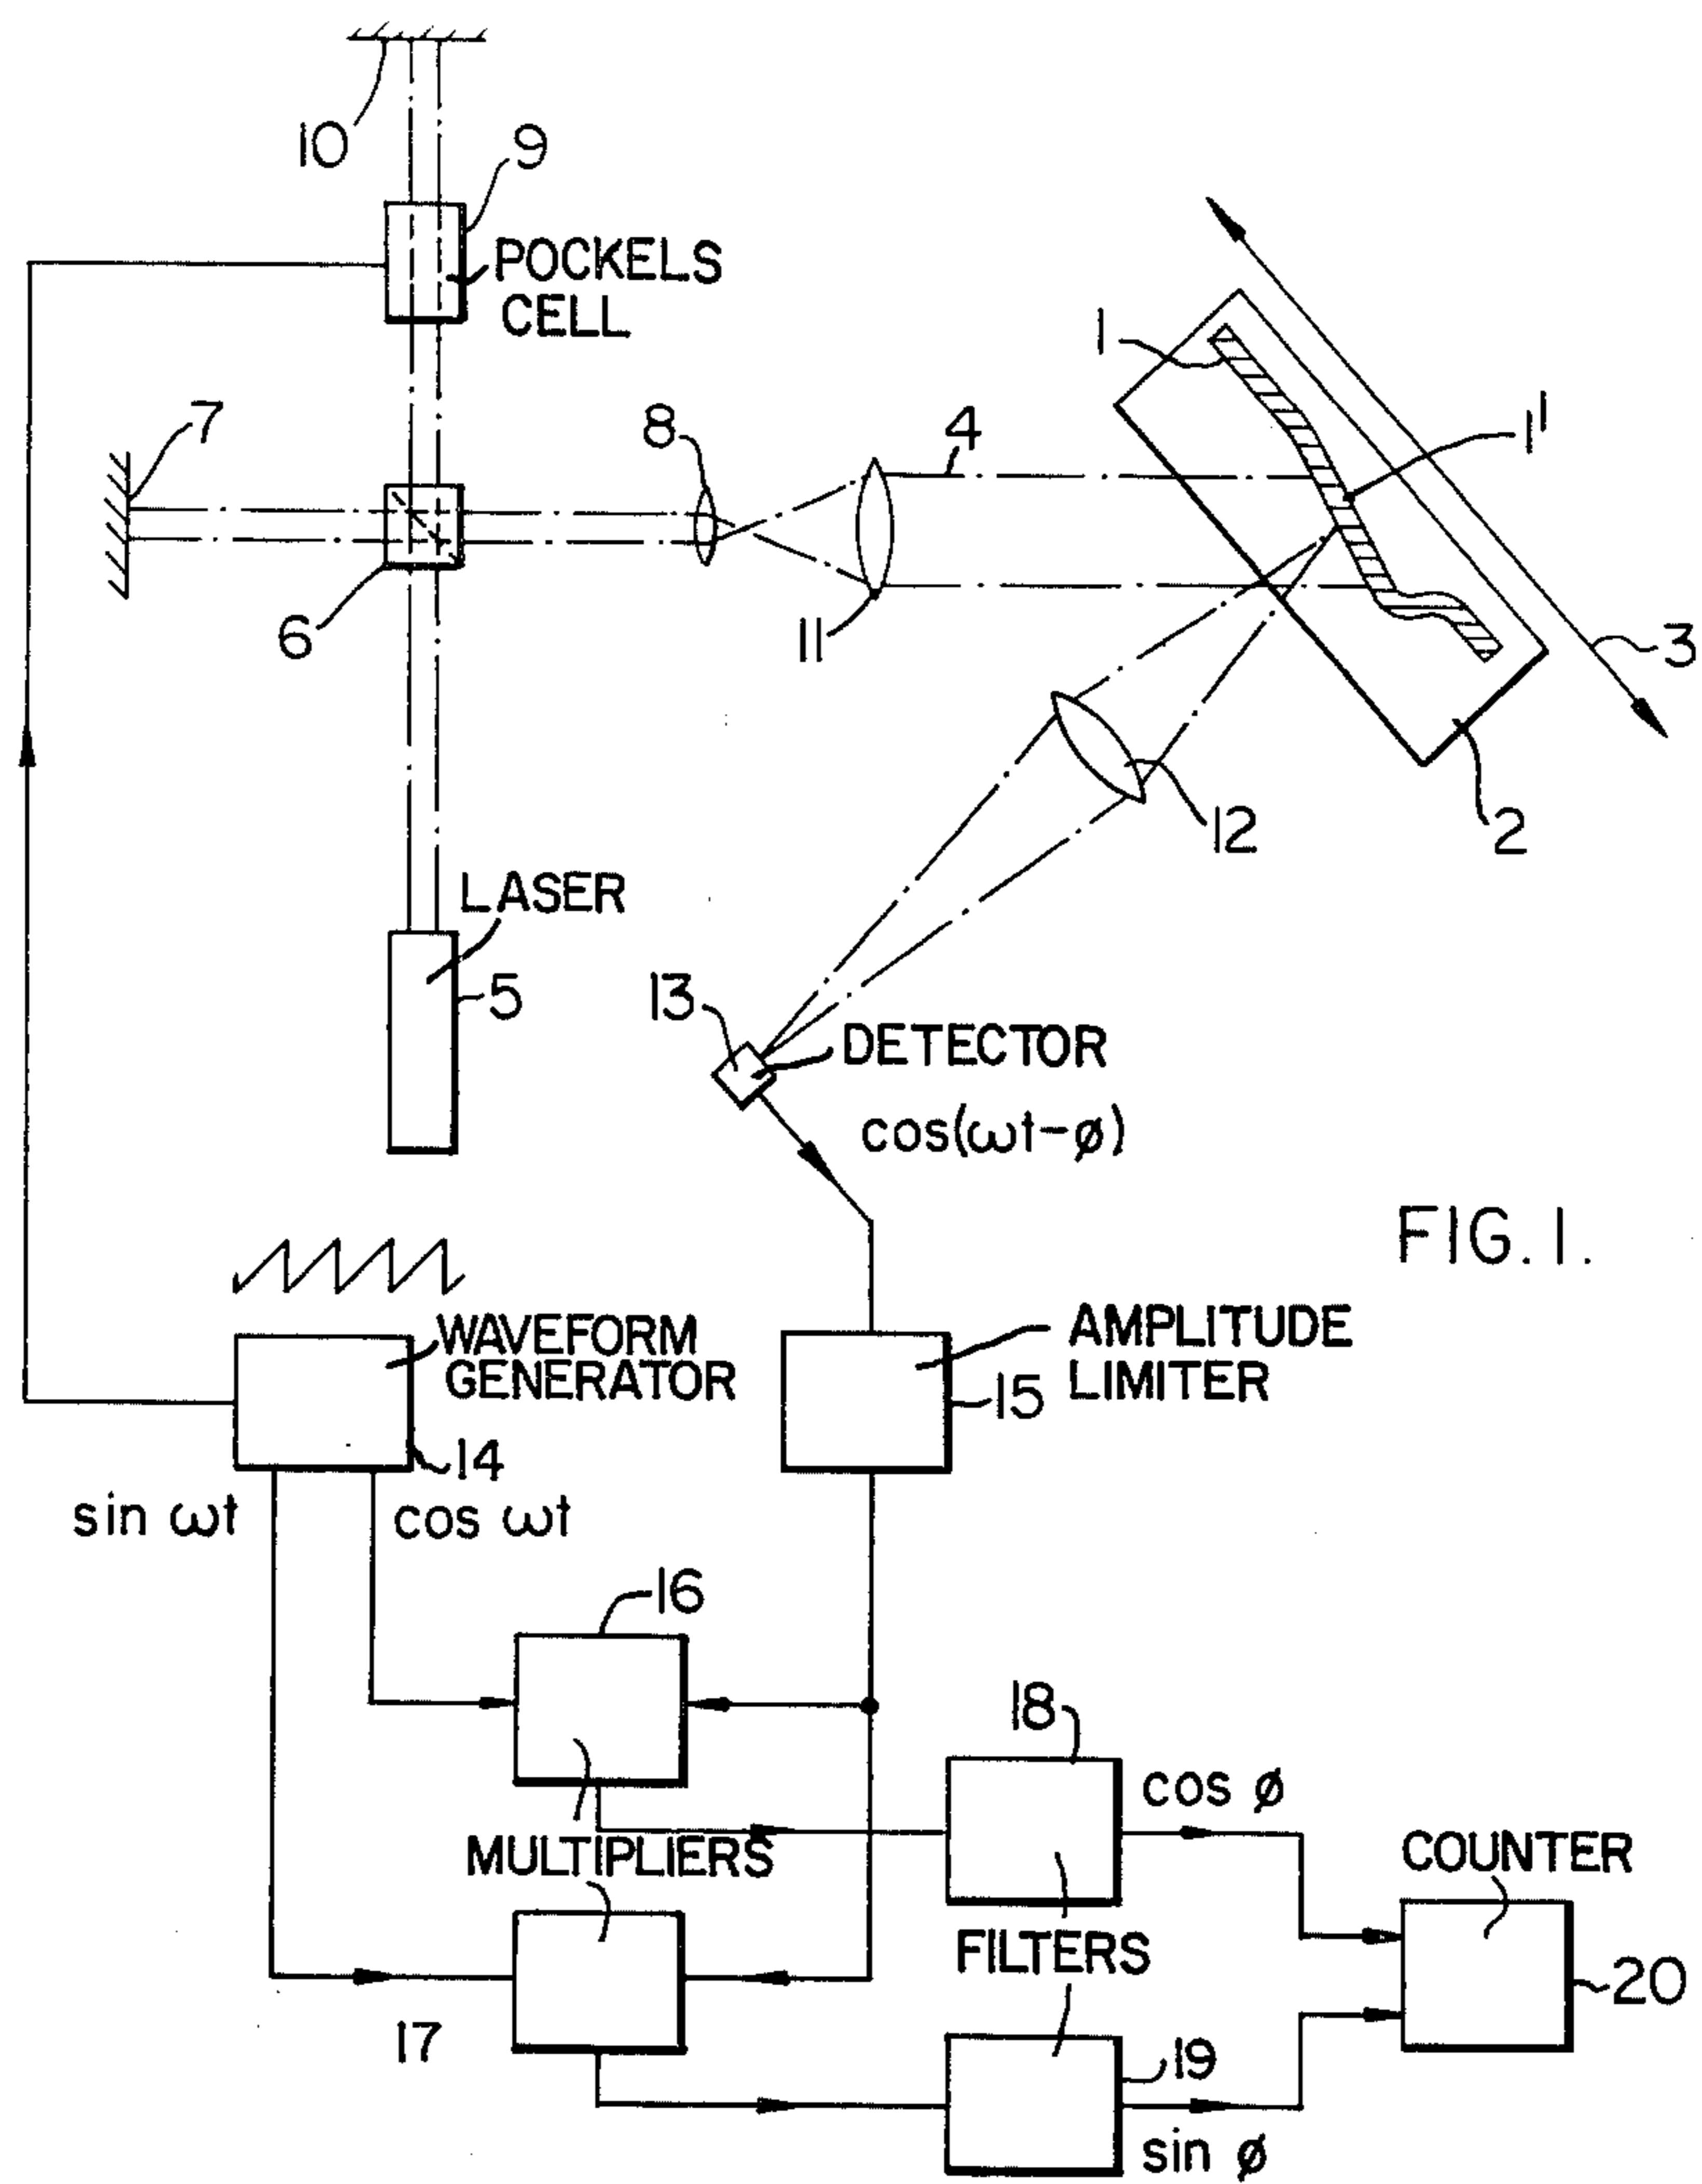 10
9
POCKELS
CELL
1
1'
7
8
4
6
11
3
12
2
LASER
5
13
DETECTOR
cos(ωt-ø)
FIG. 1.
WAVEFORM
GENERATOR
AMPLITUDE
LIMITER
15
14
sin ωt
cos ωt
16
18
cos ø
MULTIPLIERS
COUNTER
FILTERS
20
17
19
sin ø